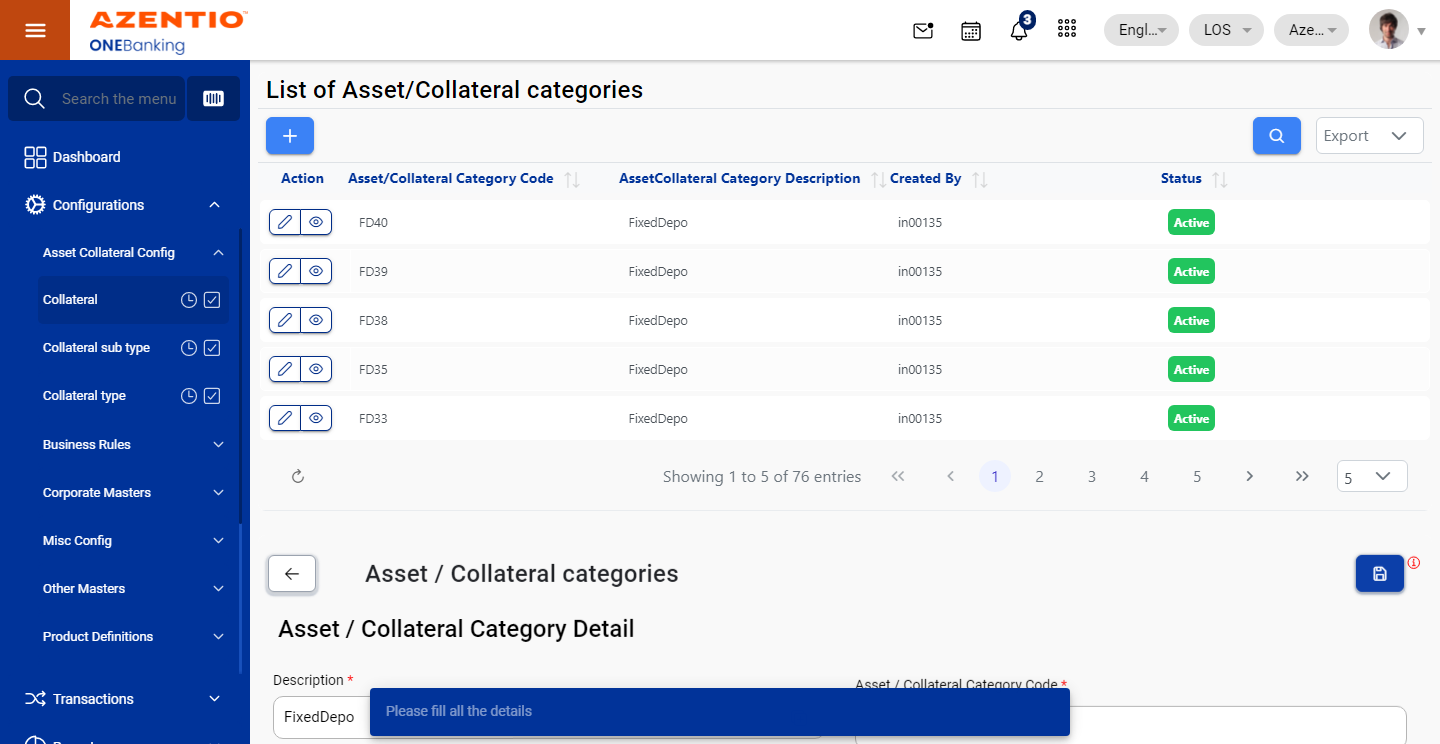 AZENTIO™
ONEBanking
3
Engl...
LOS
Aze...
Search the menu
Dashboard
Configurations
Asset Collateral Config
Collateral
Collateral sub type
Collateral type
Business Rules
Corporate Masters
Misc Config
Other Masters
Product Definitions
Transactions
List of Asset/Collateral categories
Export
Action Asset/Collateral Category Code AssetCollateral Category Description Created By Status
FD40 FixedDepo in00135 Active
FD39 FixedDepo in00135 Active
FD38 FixedDepo in00135 Active
FD35 FixedDepo in00135 Active
FD33 FixedDepo in00135 Active
Showing 1 to 5 of 76 entries 1 2 3 4 5 5
Asset / Collateral categories
Asset / Collateral Category Detail
Description *
Asset / Collateral Category Code *
FixedDepo
Please fill all the details